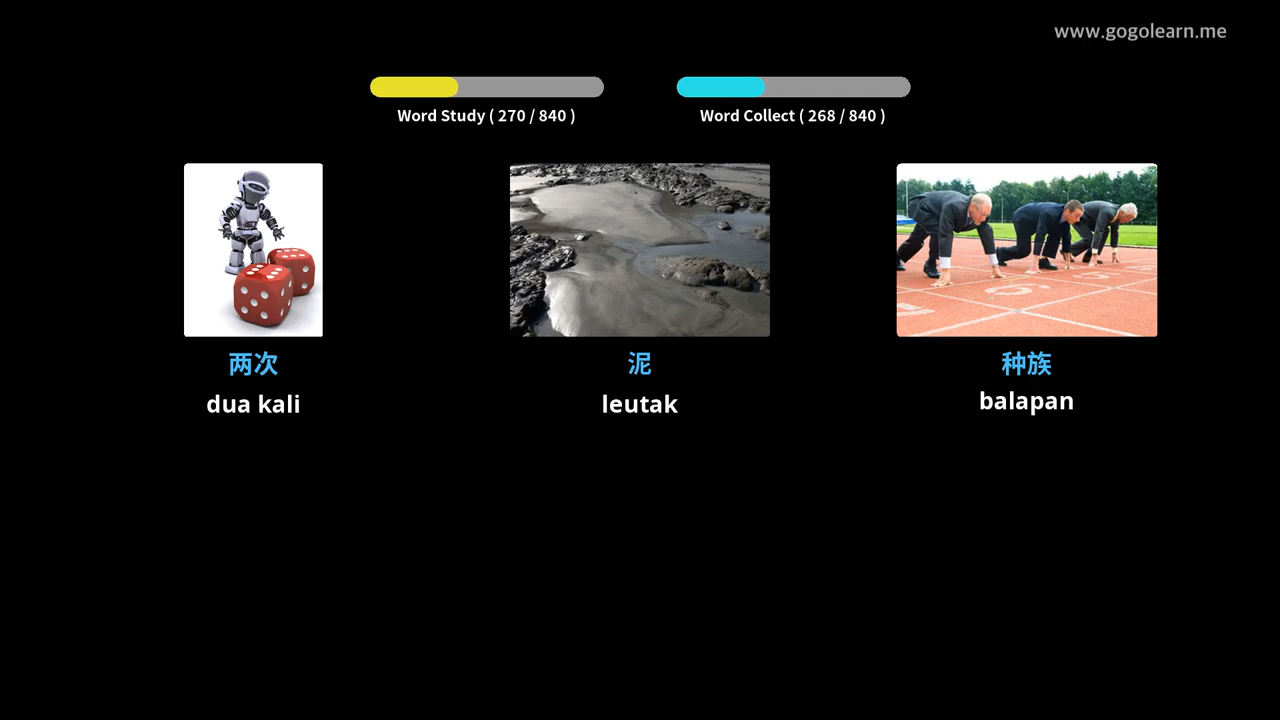 www.gogolearn.me
Word Study ( 270 / 840 )
Word Collect ( 268 / 840 )
两次
泥
种族
dua kali
leutak
balapan